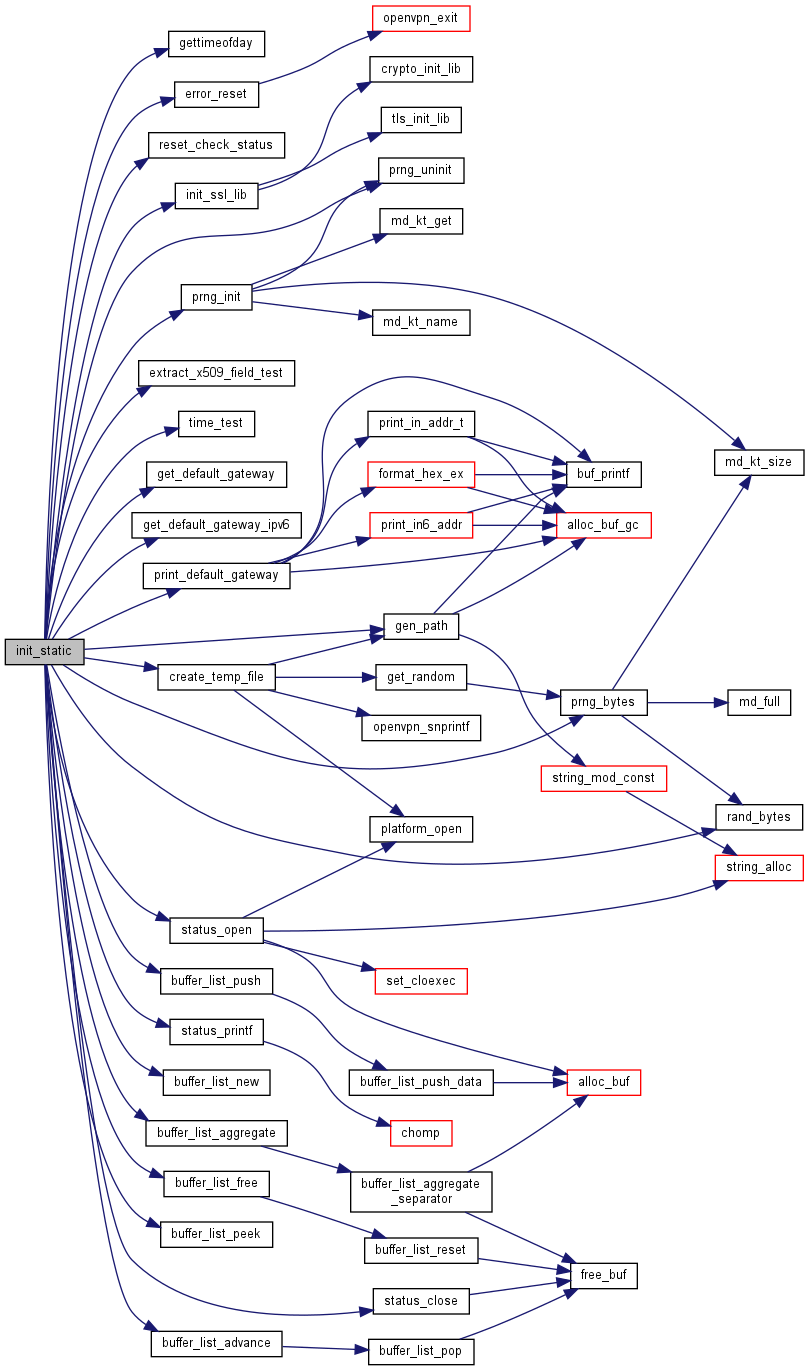 openvpn_exit
gettimeofday
crypto_init_lib
error_reset
tls_init_lib
reset_check_status
prng_uninit
init_ssl_lib
md_kt_get
prng_init
md_kt_name
extract_x509_field_test
time_test
print_in_addr_t
get_default_gateway
format_hex_ex
buf_printf
md_kt_size
get_default_gateway_ipv6
print_in6_addr
alloc_buf_gc
print_default_gateway
gen_path
init_static
create_temp_file
get_random
prng_bytes
md_full
openvpn_snprintf
string_mod_const
platform_open
rand_bytes
string_alloc
status_open
buffer_list_push
set_cloexec
status_printf
buffer_list_new
buffer_list_push_data
alloc_buf
buffer_list_aggregate
chomp
buffer_list_free
buffer_list_aggregate
_separator
buffer_list_peek
buffer_list_reset
free_buf
status_close
buffer_list_advance
buffer_list_pop